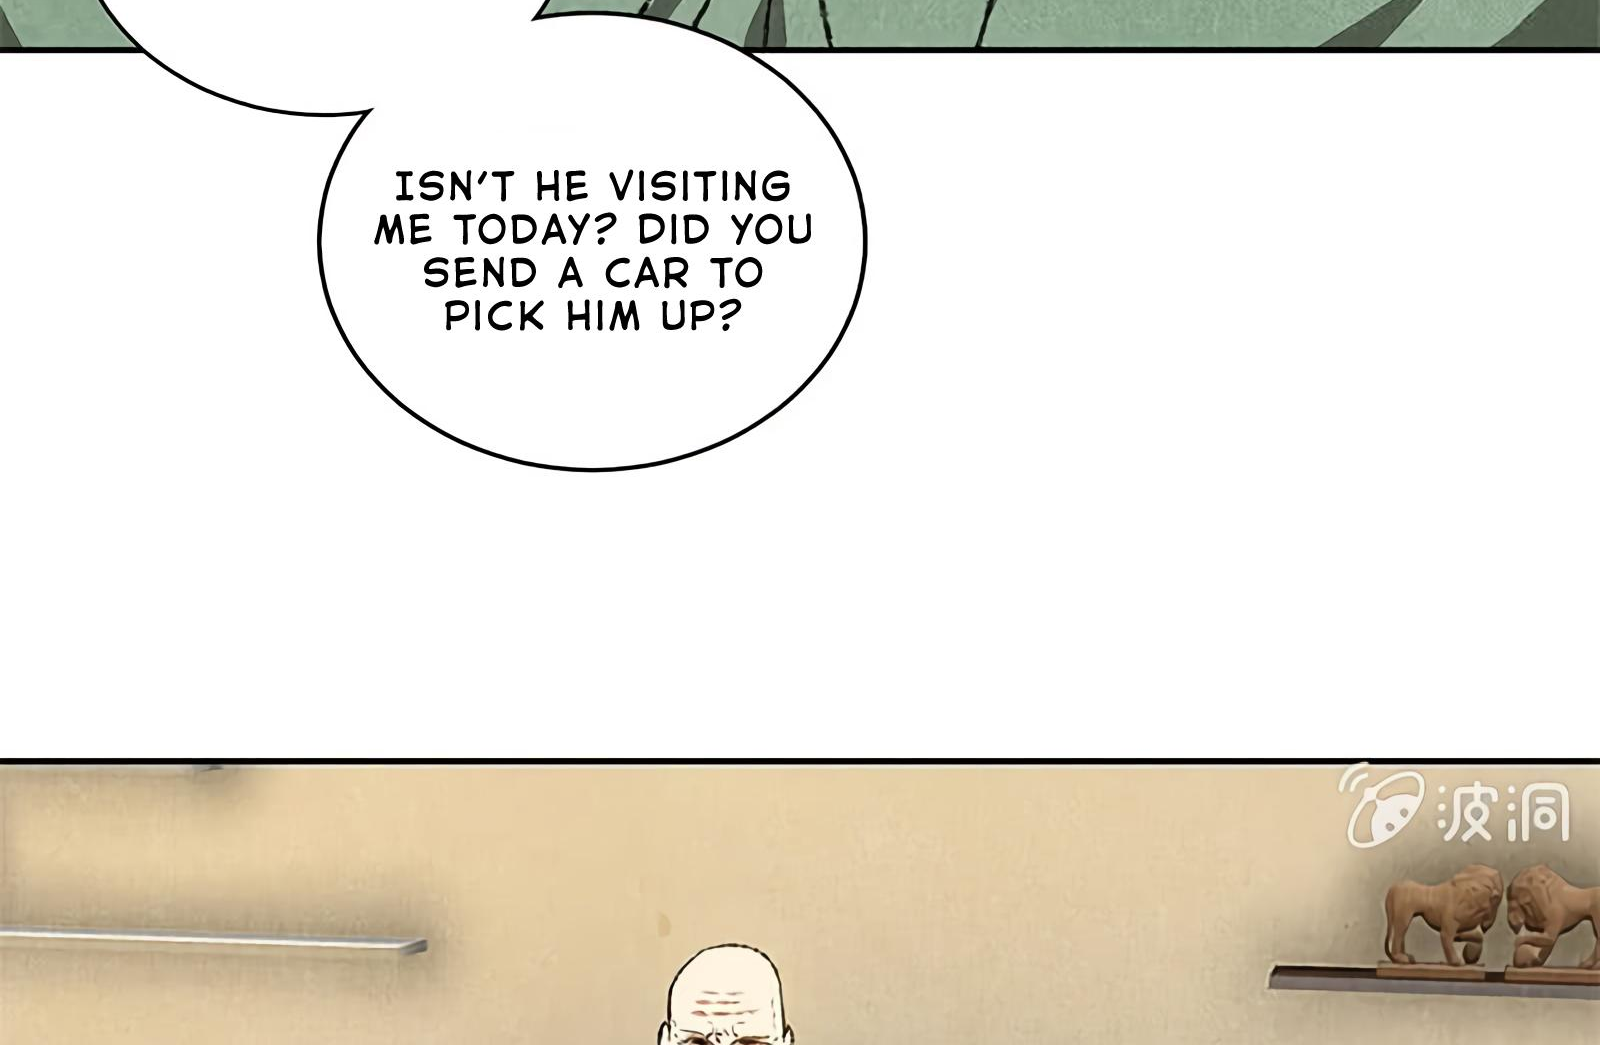 ISN'T HE VISITING
ME TODAY? DID YOU
SEND A CAR TO
PICK HIM UP?
波洞